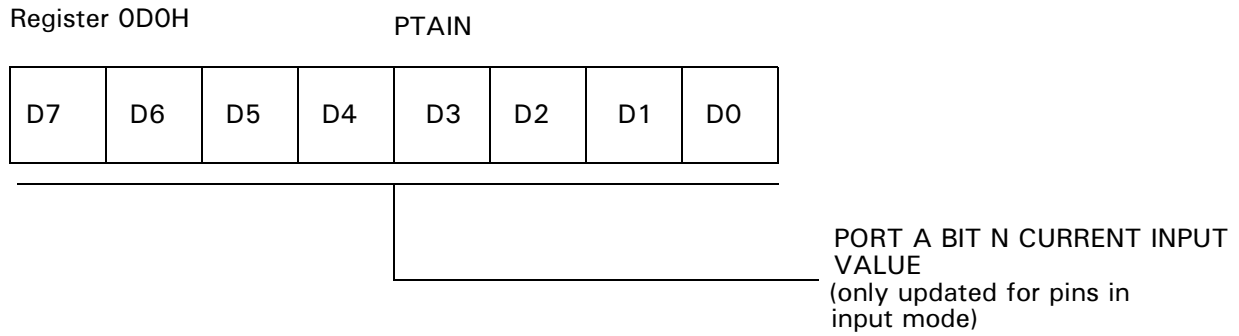 Register 0D0H
PTAIN
D7 D6 D5 D4 D3 D2 D1 D0
PORT A BIT N CURRENT INPUT
VALUE
(only updated for pins in
input mode)